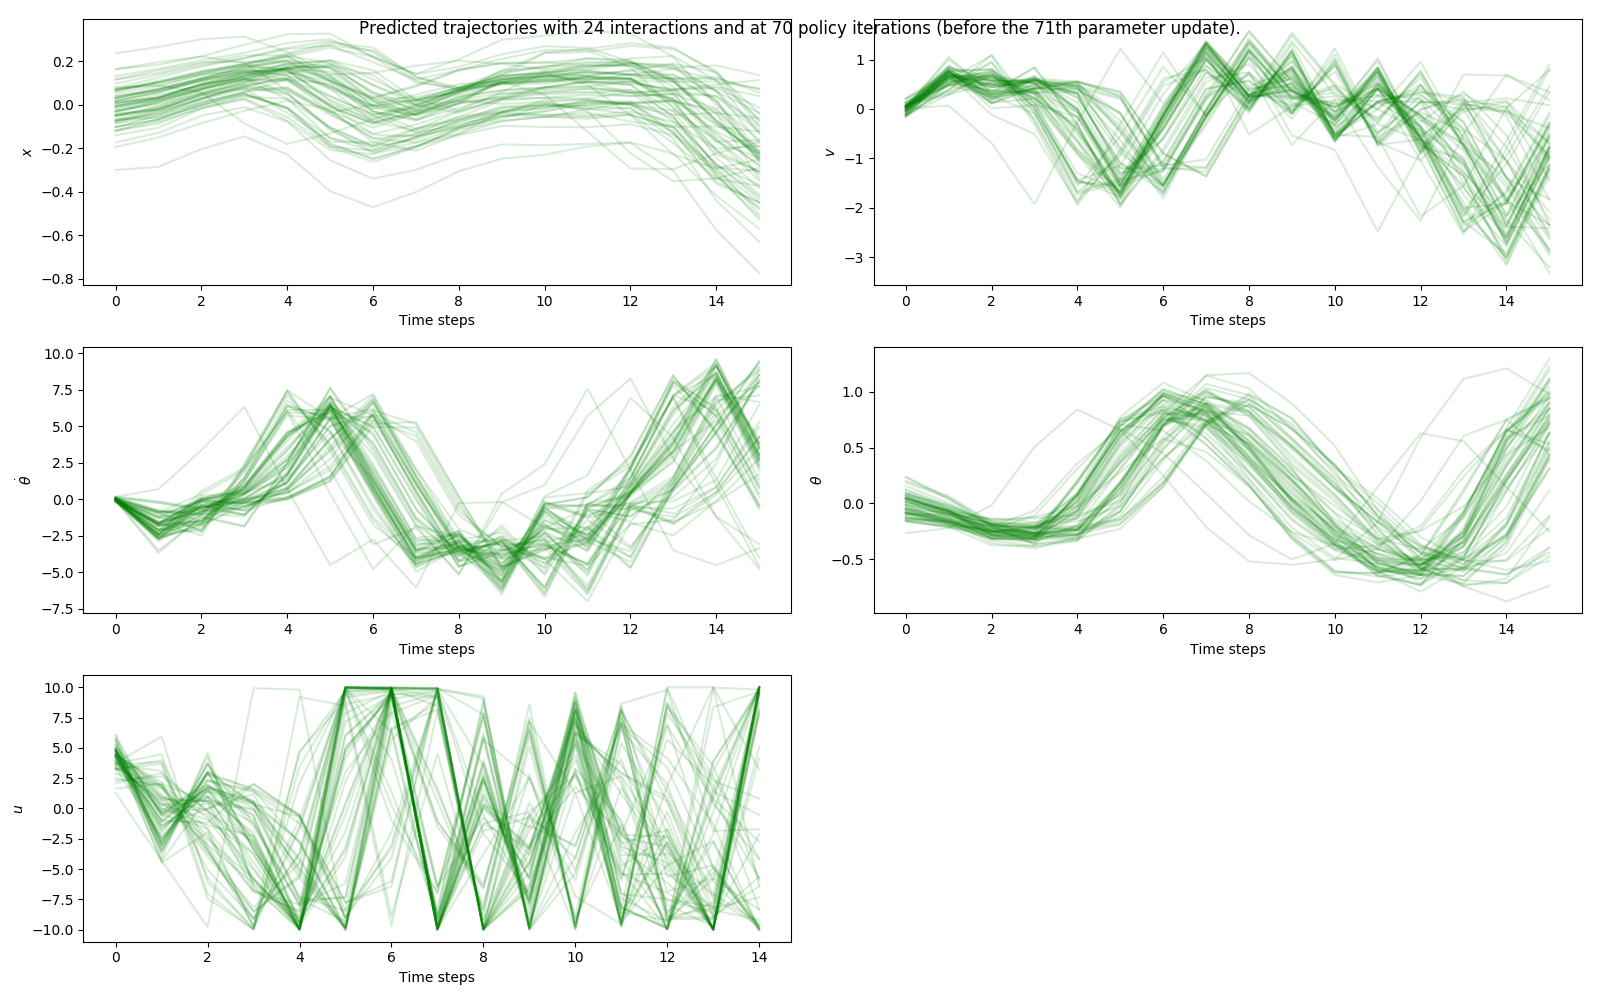 Predicted trajectories with 24 interactions and at 70 policy iterations (before the 71th parameter update).
0.2
0.0
−0.2
−0.4
−0.6
−0.8
x
0 2 4 6 8 10 12 14
Time steps
1
0
−1
−2
−3
v
0 2 4 6 8 10 12 14
Time steps
10.0
7.5
5.0
2.5
0.0
−2.5
−5.0
−7.5
θ̇
0 2 4 6 8 10 12 14
Time steps
1.0
0.5
0.0
−0.5
θ
0 2 4 6 8 10 12 14
Time steps
10.0
7.5
5.0
2.5
0.0
−2.5
−5.0
−7.5
−10.0
u
0 2 4 6 8 10 12 14
Time steps